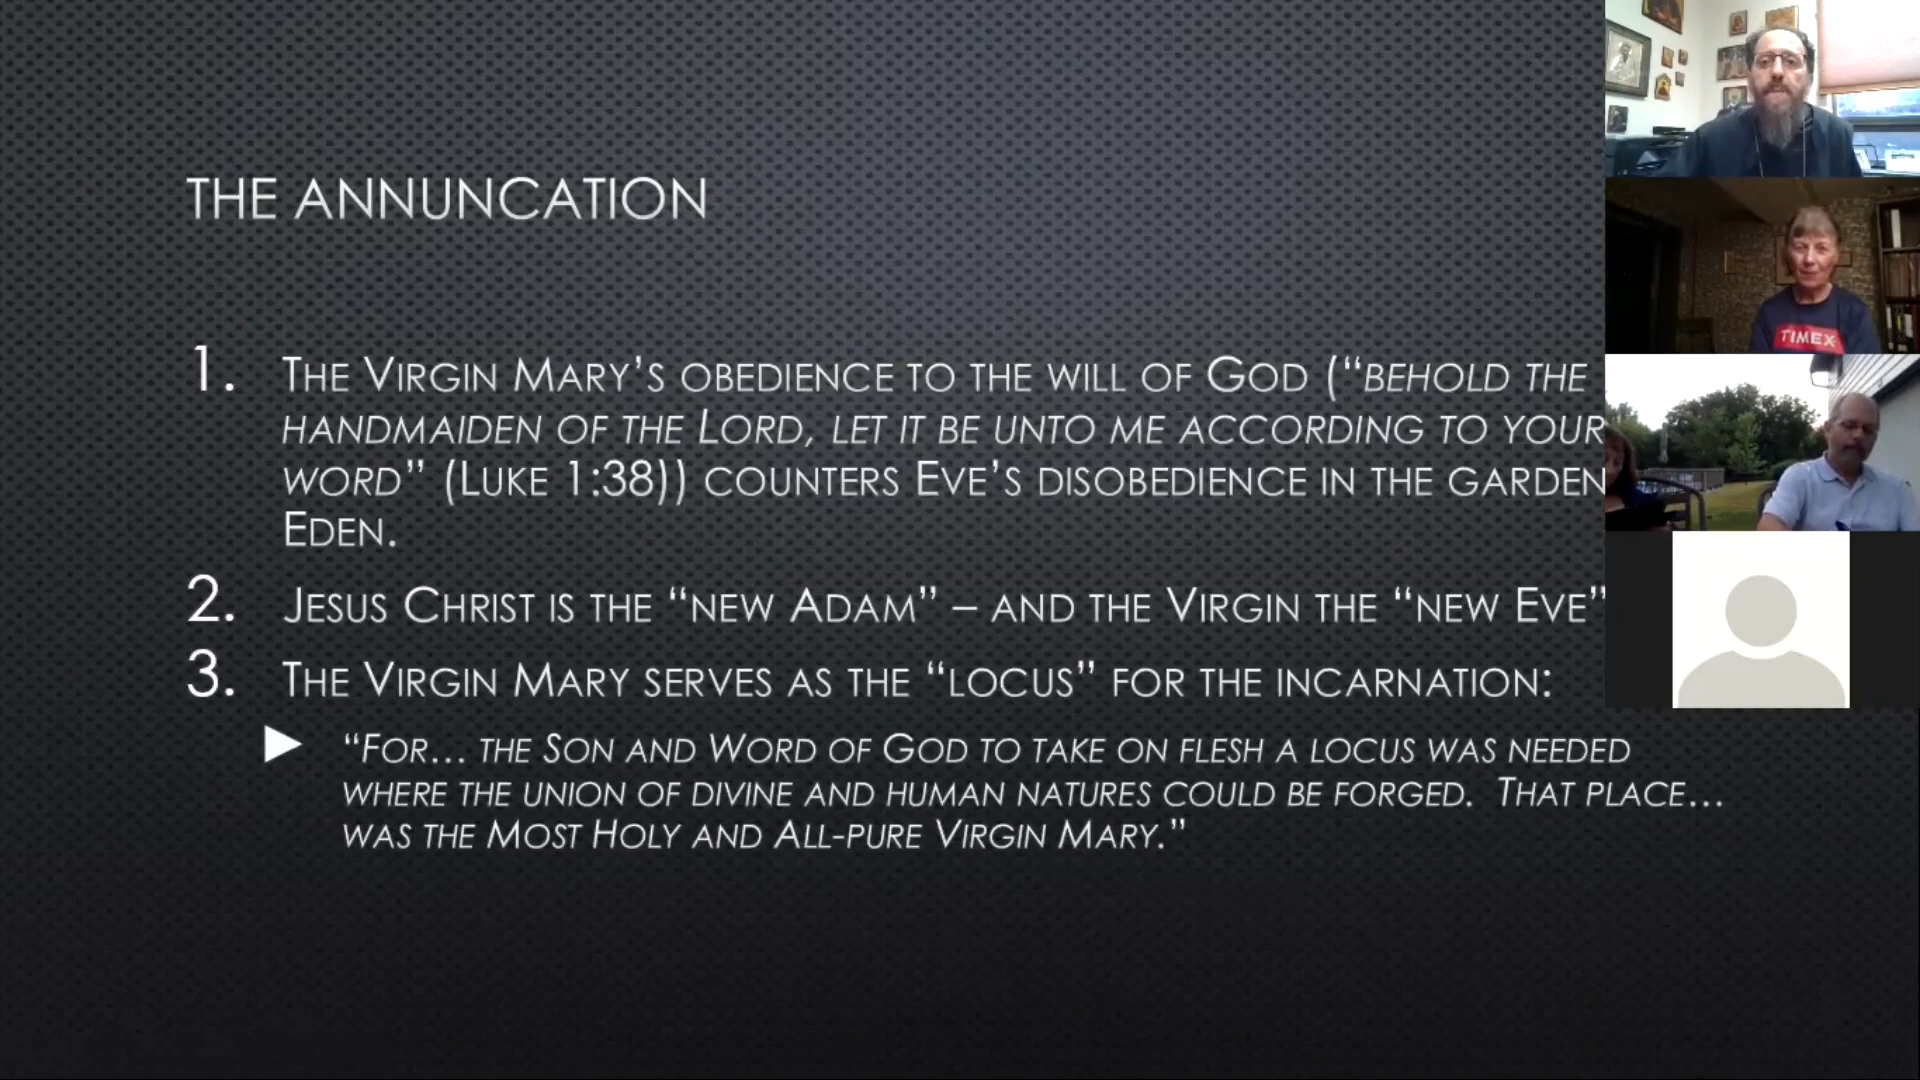 THE ANNUNCATION
1. THE VIRGIN MARY'S OBEDIENCE TO THE WILL OF GOD (“BEHOLD THE
HANDMAIDEN OF THE LORD, LET IT BE UNTO ME ACCORDING TO YOUR
WORD” (LUKE 1:38)) COUNTERS EVE'S DISOBEDIENCE IN THE GARDEN
EDEN.
2. JESUS CHRIST IS THE “NEW ADAM” – AND THE VIRGIN THE “NEW EVE”
3. THE VIRGIN MARY SERVES AS THE “LOCUS” FOR THE INCARNATION:
“FOR... THE SON AND WORD OF GOD TO TAKE ON FLESH A LOCUS WAS NEEDED
WHERE THE UNION OF DIVINE AND HUMAN NATURES COULD BE FORGED. THAT PLACE...
WAS THE MOST HOLY AND ALL-PURE VIRGIN MARY.”
TIMEX